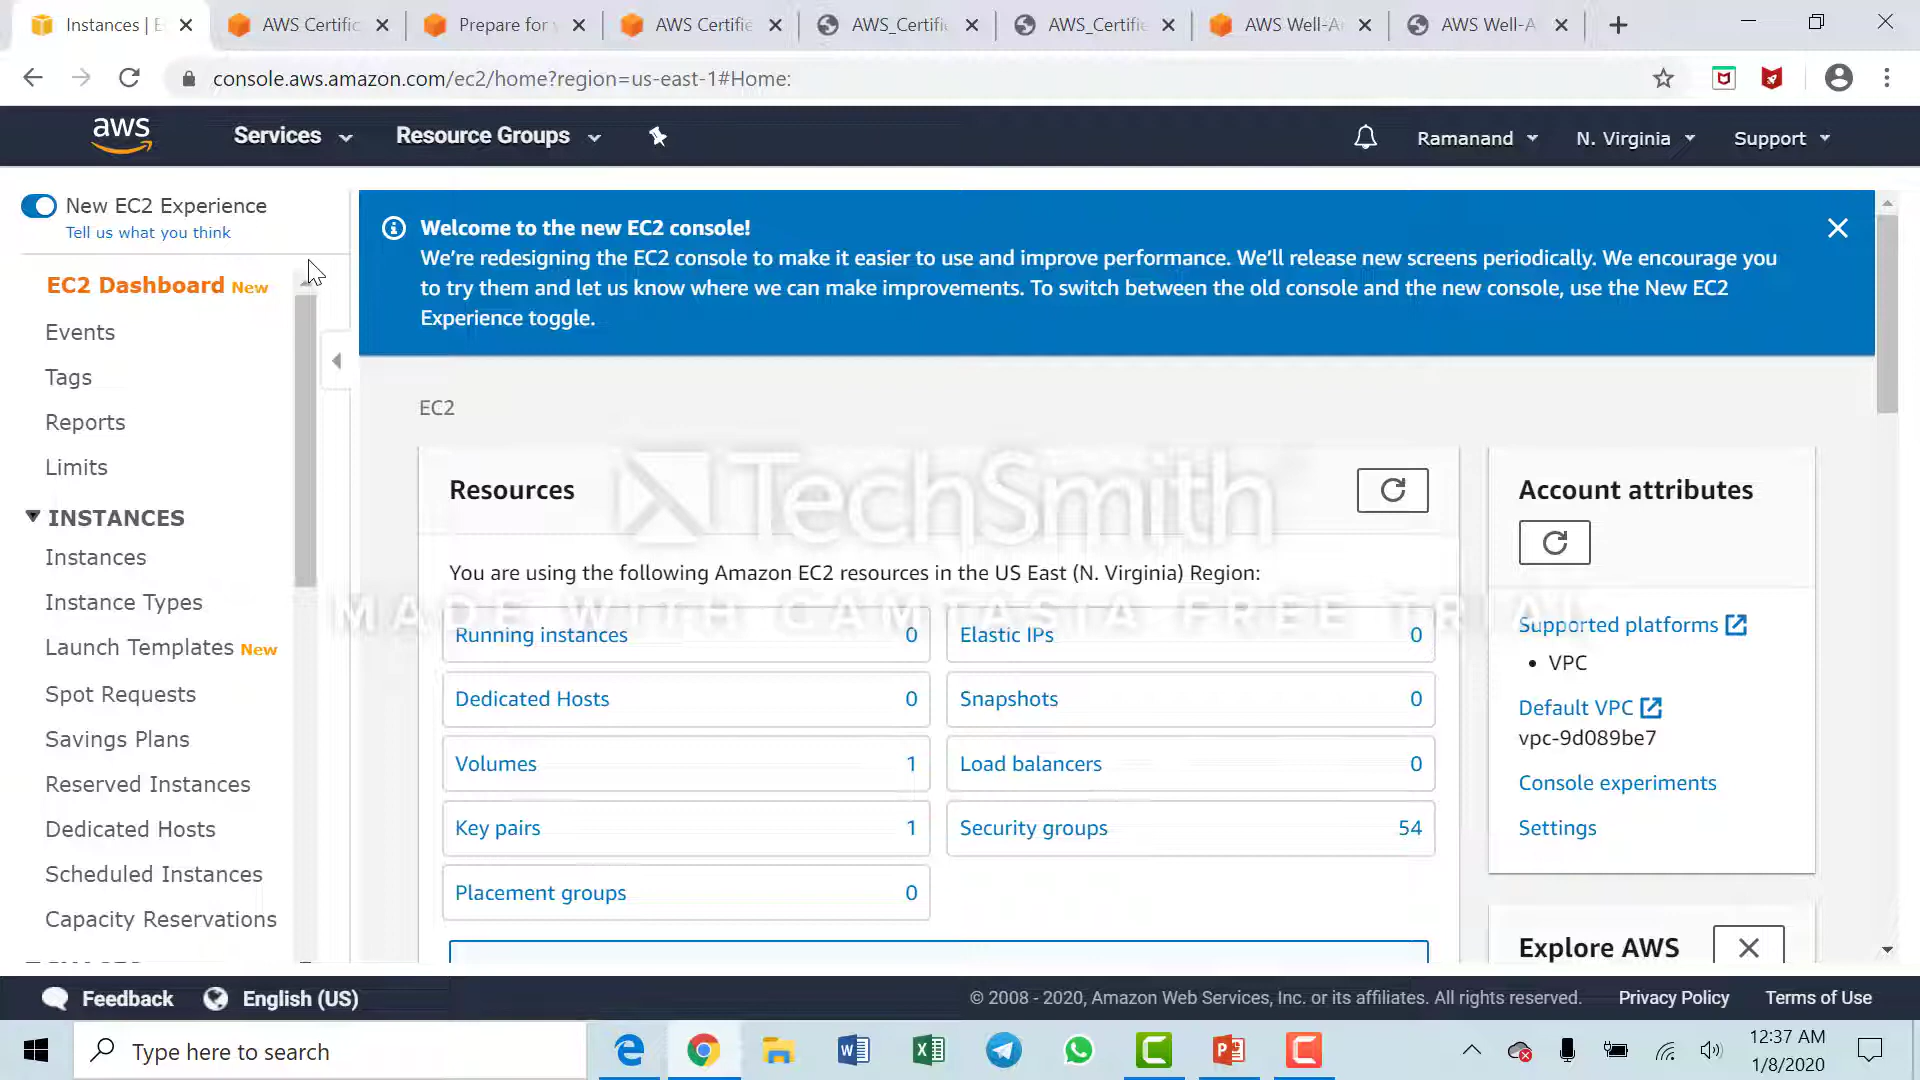 Instances | E
AWS Certific
Prepare for y
AWS Certifie
AWS_Certifi
AWS_Certifie
AWS Well-A
AWS Well-A
console.aws.amazon.com/ec2/home?region=us-east-1#Home:
aws
Services
Resource Groups
Ramanand
N. Virginia
Support
New EC2 Experience
Tell us what you think
EC2 Dashboard New
Events
Tags
Reports
Limits
INSTANCES
Instances
Instance Types
Launch Templates New
Spot Requests
Savings Plans
Reserved Instances
Dedicated Hosts
Scheduled Instances
Capacity Reservations
Welcome to the new EC2 console!
We're redesigning the EC2 console to make it easier to use and improve performance. We'll release new screens periodically. We encourage you
to try them and let us know where we can make improvements. To switch between the old console and the new console, use the New EC2
Experience toggle.
EC2
Resources
TechSmith
You are using the following Amazon EC2 resources in the US East (N. Virginia) Region:
MADE WITH CAMTASIA FREE TRIAL
Running instances 0
Elastic IPs 0
Dedicated Hosts 0
Snapshots 0
Volumes 1
Load balancers 0
Key pairs 1
Security groups 54
Placement groups 0
Account attributes
Supported platforms
• VPC
Default VPC
vpc-9d089be7
Console experiments
Settings
Explore AWS
Feedback
English (US)
© 2008 - 2020, Amazon Web Services, Inc. or its affiliates. All rights reserved.
Privacy Policy
Terms of Use
Type here to search
12:37 AM
1/8/2020